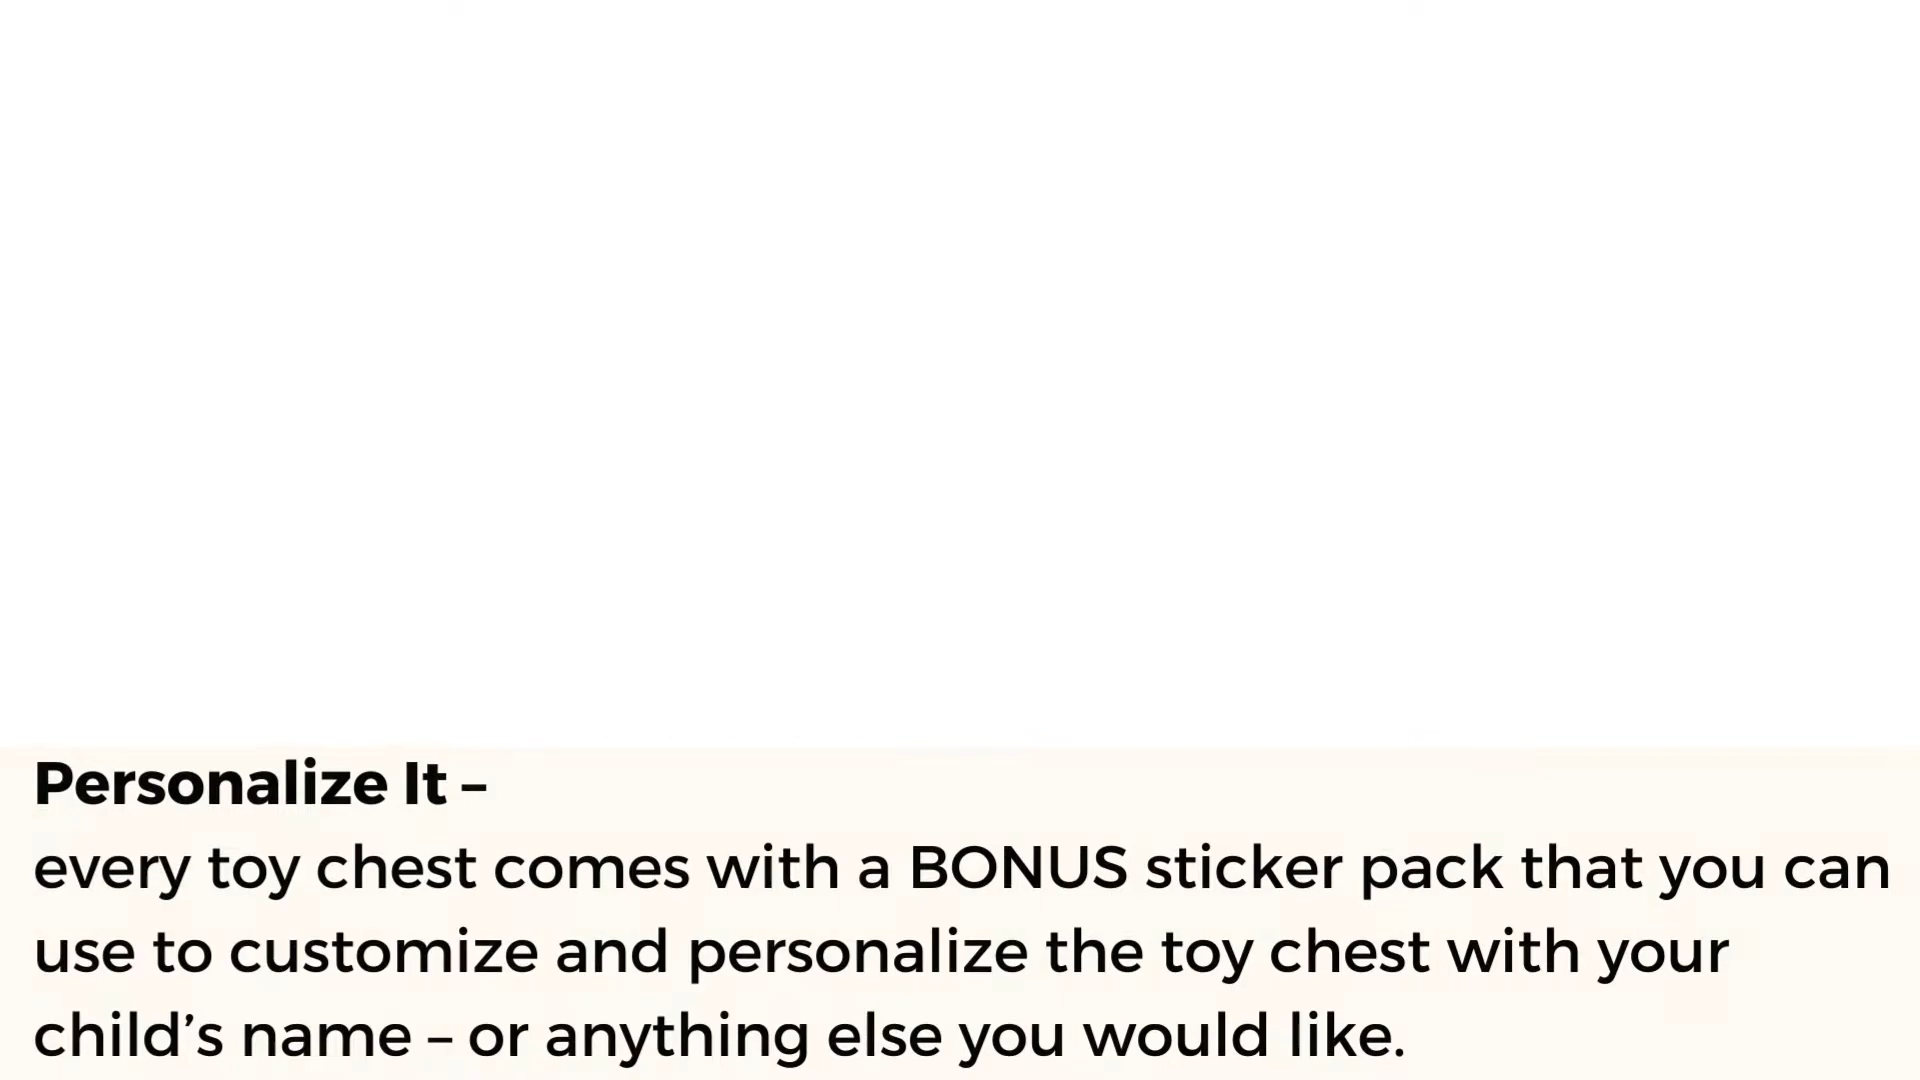 Personalize It –
every toy chest comes with a BONUS sticker pack that you can
use to customize and personalize the toy chest with your
child’s name – or anything else you would like.